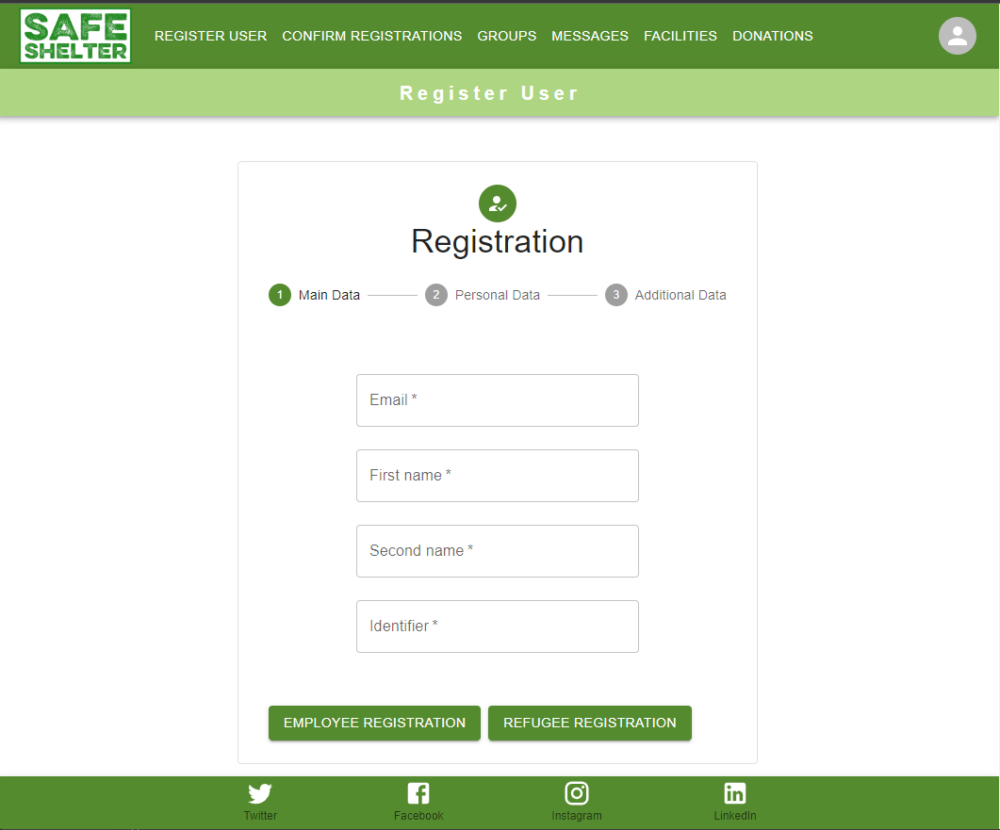 SAFE
SHELTER
REGISTER USER CONFIRM REGISTRATIONS GROUPS MESSAGES FACILITIES DONATIONS
Register User
Registration
1 Main Data 2 Personal Data 3 Additional Data
Email *
First name *
Second name *
Identifier *
EMPLOYEE REGISTRATION REFUGEE REGISTRATION
Twitter Facebook Instagram LinkedIn